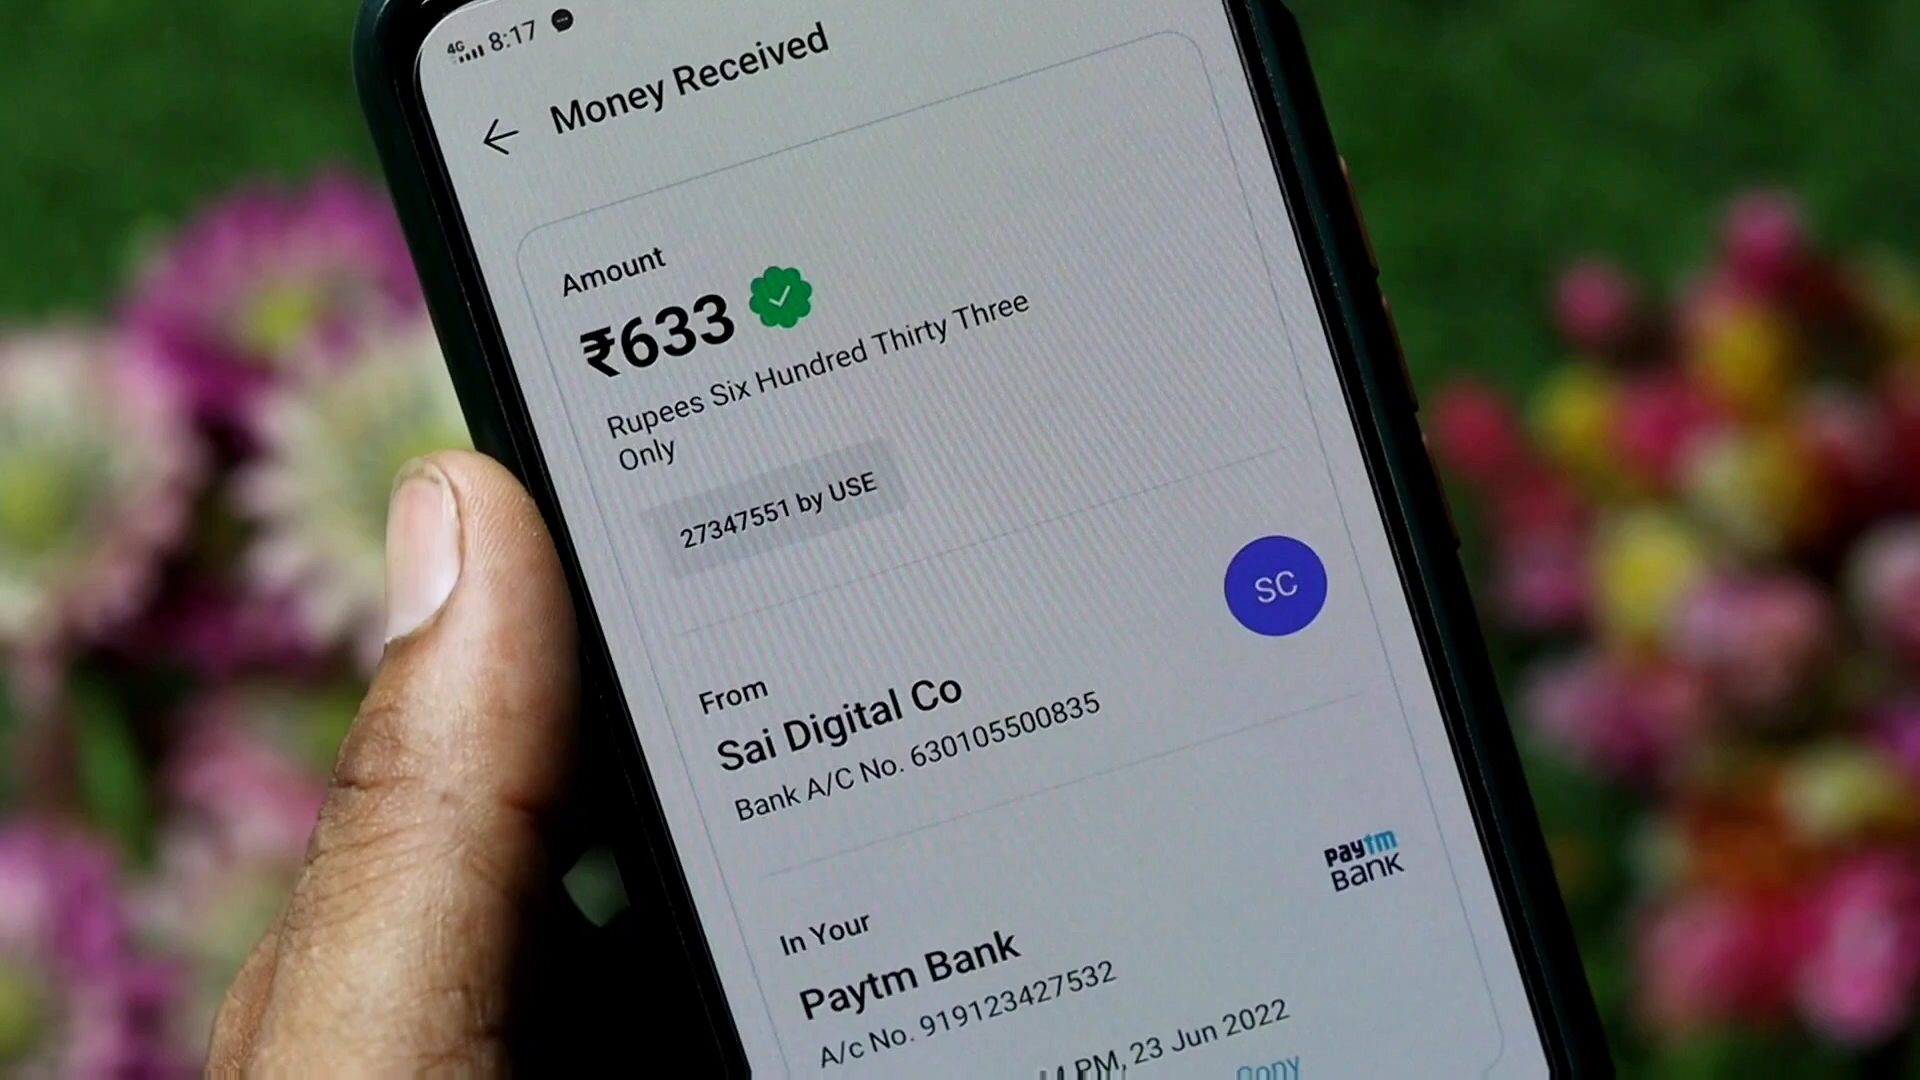 4G 8:17
Money Received
Amount
₹633
Rupees Six Hundred Thirty Three
Only
27347551 by USE
SC
From
Sai Digital Co
Bank A/C No. 630105500835
paytm
Bank
In Your
Paytm Bank
A/c No. 919123427532
PM, 23 Jun 2022
Copy